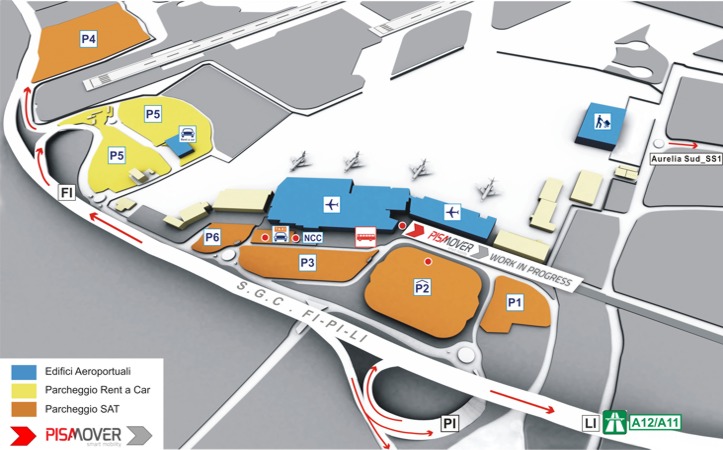 P4
P5
P5
Aurelia Sud_SS1
FI
P6
TAXI
NCC
PISAMOVER
WORK IN PROGRESS
P3
P2
P1
S.G.C. FI-PI-LI
Edifici Aeroportuali
Parcheggio Rent a Car
Parcheggio SAT
PISAMOVER
smart mobility
PI
LI
A12/A11